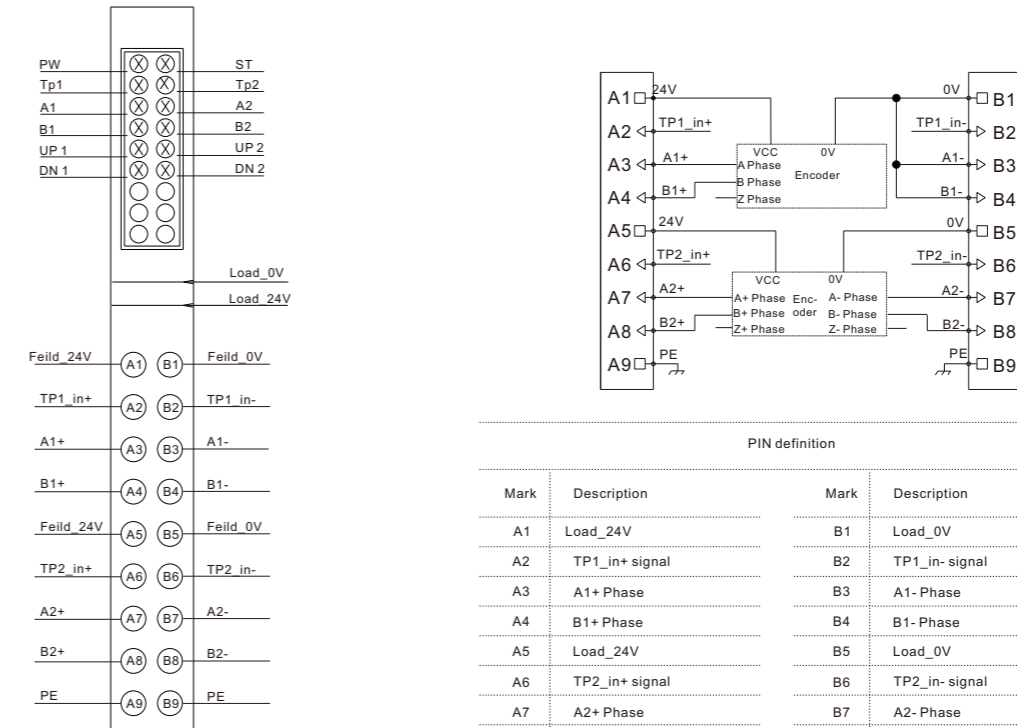 PW ST
Tp1 Tp2
A1 A2
B1 B2
UP 1 UP 2
DN 1 DN 2
Load_0V
Load_24V
Feild_24V A1 B1 Feild_0V
TP1_in+ A2 B2 TP1_in-
A1+ A3 B3 A1-
B1+ A4 B4 B1-
Feild_24V A5 B5 Feild_0V
TP2_in+ A6 B6 TP2_in-
A2+ A7 B7 A2-
B2+ A8 B8 B2-
PE A9 B9 PE
A1 24V 0V B1
A2 TP1_in+ TP1_in- B2
VCC 0V
A3 A1+ A Phase Encoder A1- B3
B Phase
A4 B1+ Z Phase B1- B4
A5 24V 0V B5
A6 TP2_in+ TP2_in- B6
VCC 0V
A7 A2+ A+ Phase Enc- A- Phase A2- B7
B+ Phase oder B- Phase
A8 B2+ Z+ Phase Z- Phase B2- B8
A9 PE PE B9
PIN definition
Mark Description Mark Description
A1 Load_24V B1 Load_0V
A2 TP1_in+ signal B2 TP1_in- signal
A3 A1+ Phase B3 A1- Phase
A4 B1+ Phase B4 B1- Phase
A5 Load_24V B5 Load_0V
A6 TP2_in+ signal B6 TP2_in- signal
A7 A2+ Phase B7 A2- Phase